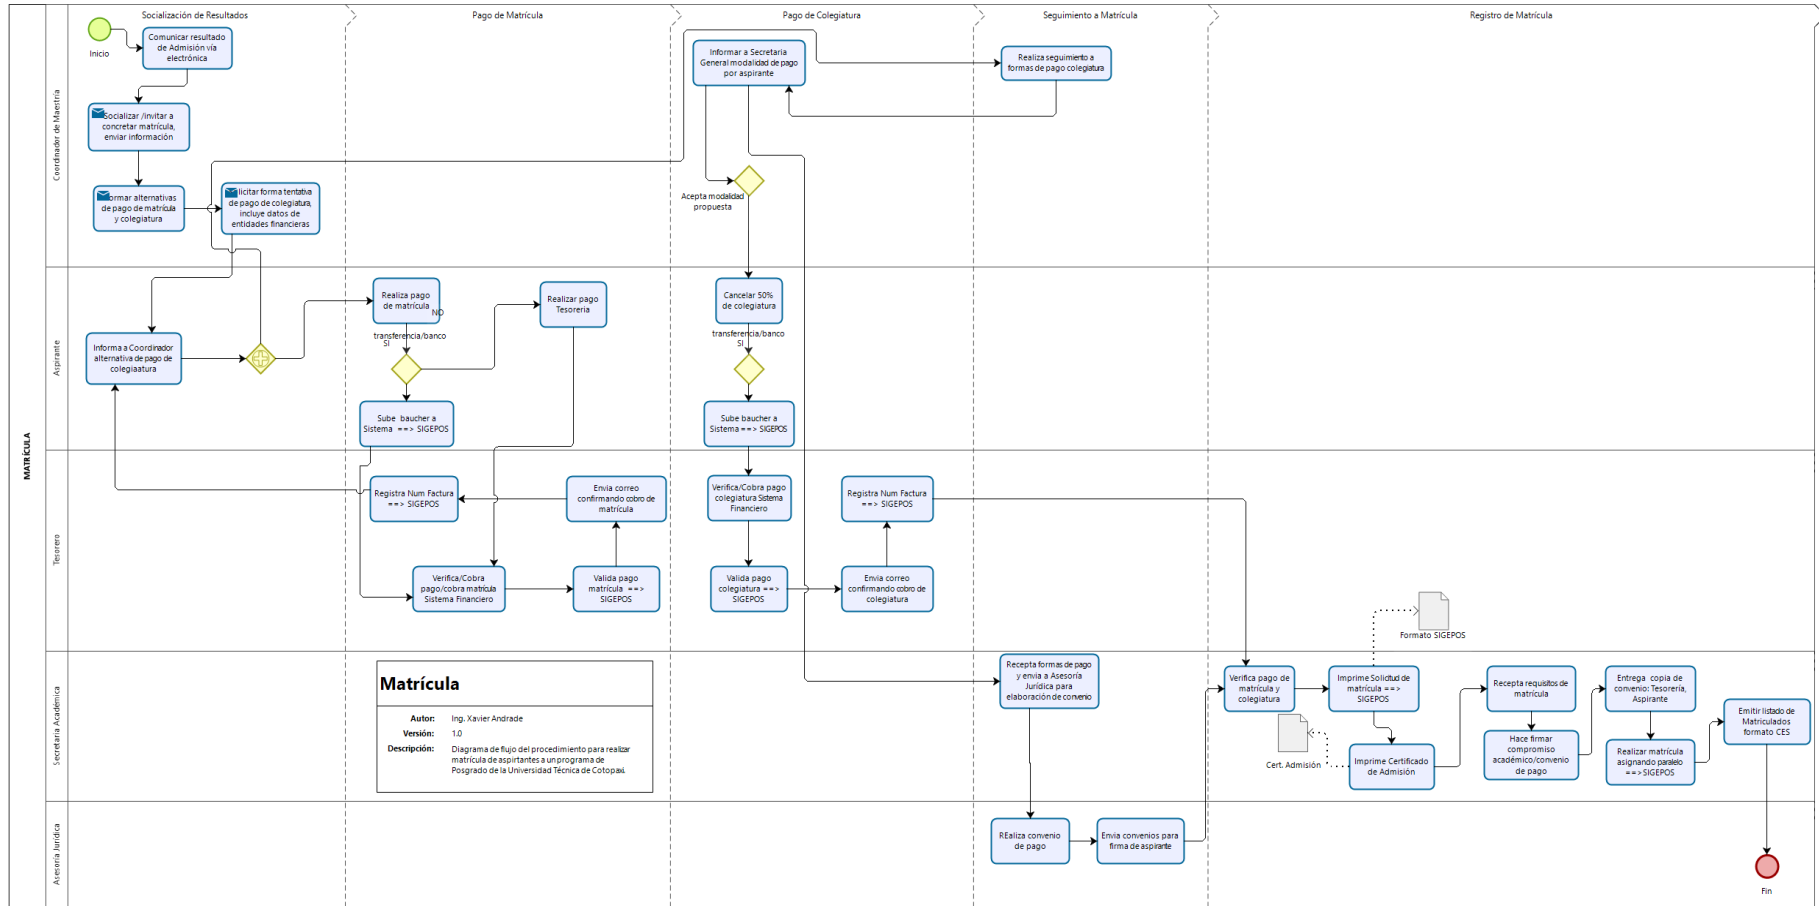 Socialización de Resultados
Pago de Matrícula
Pago de Colegiatura
Seguimiento a Matrícula
Registro de Matrícula
MATRÍCULA
Coordinador de Maestría
Inicio
Comunicar resultado
de Admisión vía
electrónica
Socializar /invitar a
concretar matrícula,
enviar información
ormar alternativas
de pago de matrícula
y colegiatura
licitar forma tentativa
de pago de colegiatura,
incluye datos de
entidades financieras
Informar a Secretaria
General modalidad de pago
por aspirante
Acepta modalidad
propuesta
Realiza seguimiento a
formas de pago colegiatura
Aspirante
Informa a Coordinador
alternativa de pago de
colegiaatura
Realiza pago
de matrícula
NO
transferencia/banco
SI
Realizar pago
Tesoreria
Sube baucher a
Sistema ==> SIGEPOS
Cancelar 50%
de colegiatura
transferencia/banco
SI
Sube baucher a
Sistema ==> SIGEPOS
Tesorero
Registra Num Factura
==> SIGEPOS
Envia correo
confirmando cobro de
matrícula
Verifica/Cobra
pago/cobra matrícula
Sistema Financiero
Valida pago
matrícula ==>
SIGEPOS
Verifica/Cobra pago
colegiatura Sistema
Financiero
Registra Num Factura
==> SIGEPOS
Valida pago
colegiatura ==>
SIGEPOS
Envia correo
confirmando cobro de
colegiatura
Formato SIGEPOS
Secretaria Académica
Matrícula
Autor: Ing. Xavier Andrade
Versión: 1.0
Descripción: Diagrama de flujo del procedimiento para realizar
matrícula de aspirtantes a un programa de
Posgrado de la Universidad Técnica de Cotopaxi.
Recepta formas de pago
y envia a Asesoría
Jurídica para
elaboración de convenio
Verifica pago de
matrícula y
colegiatura
Imprime Solicitud de
matrícula ==>
SIGEPOS
Cert. Admisión
Imprime Certificado
de Admisión
Recepta requisitos de
matrícula
Hace firmar
compromiso
académico/convenio
de pago
Entrega copia de
convenio: Tesorería,
Aspirante
Realizar matrícula
asignando paralelo
==>SIGEPOS
Emitir listado de
Matriculados
formato CES
Asesoría Jurídica
REaliza convenio
de pago
Envia convenios para
firma de aspirante
Fin